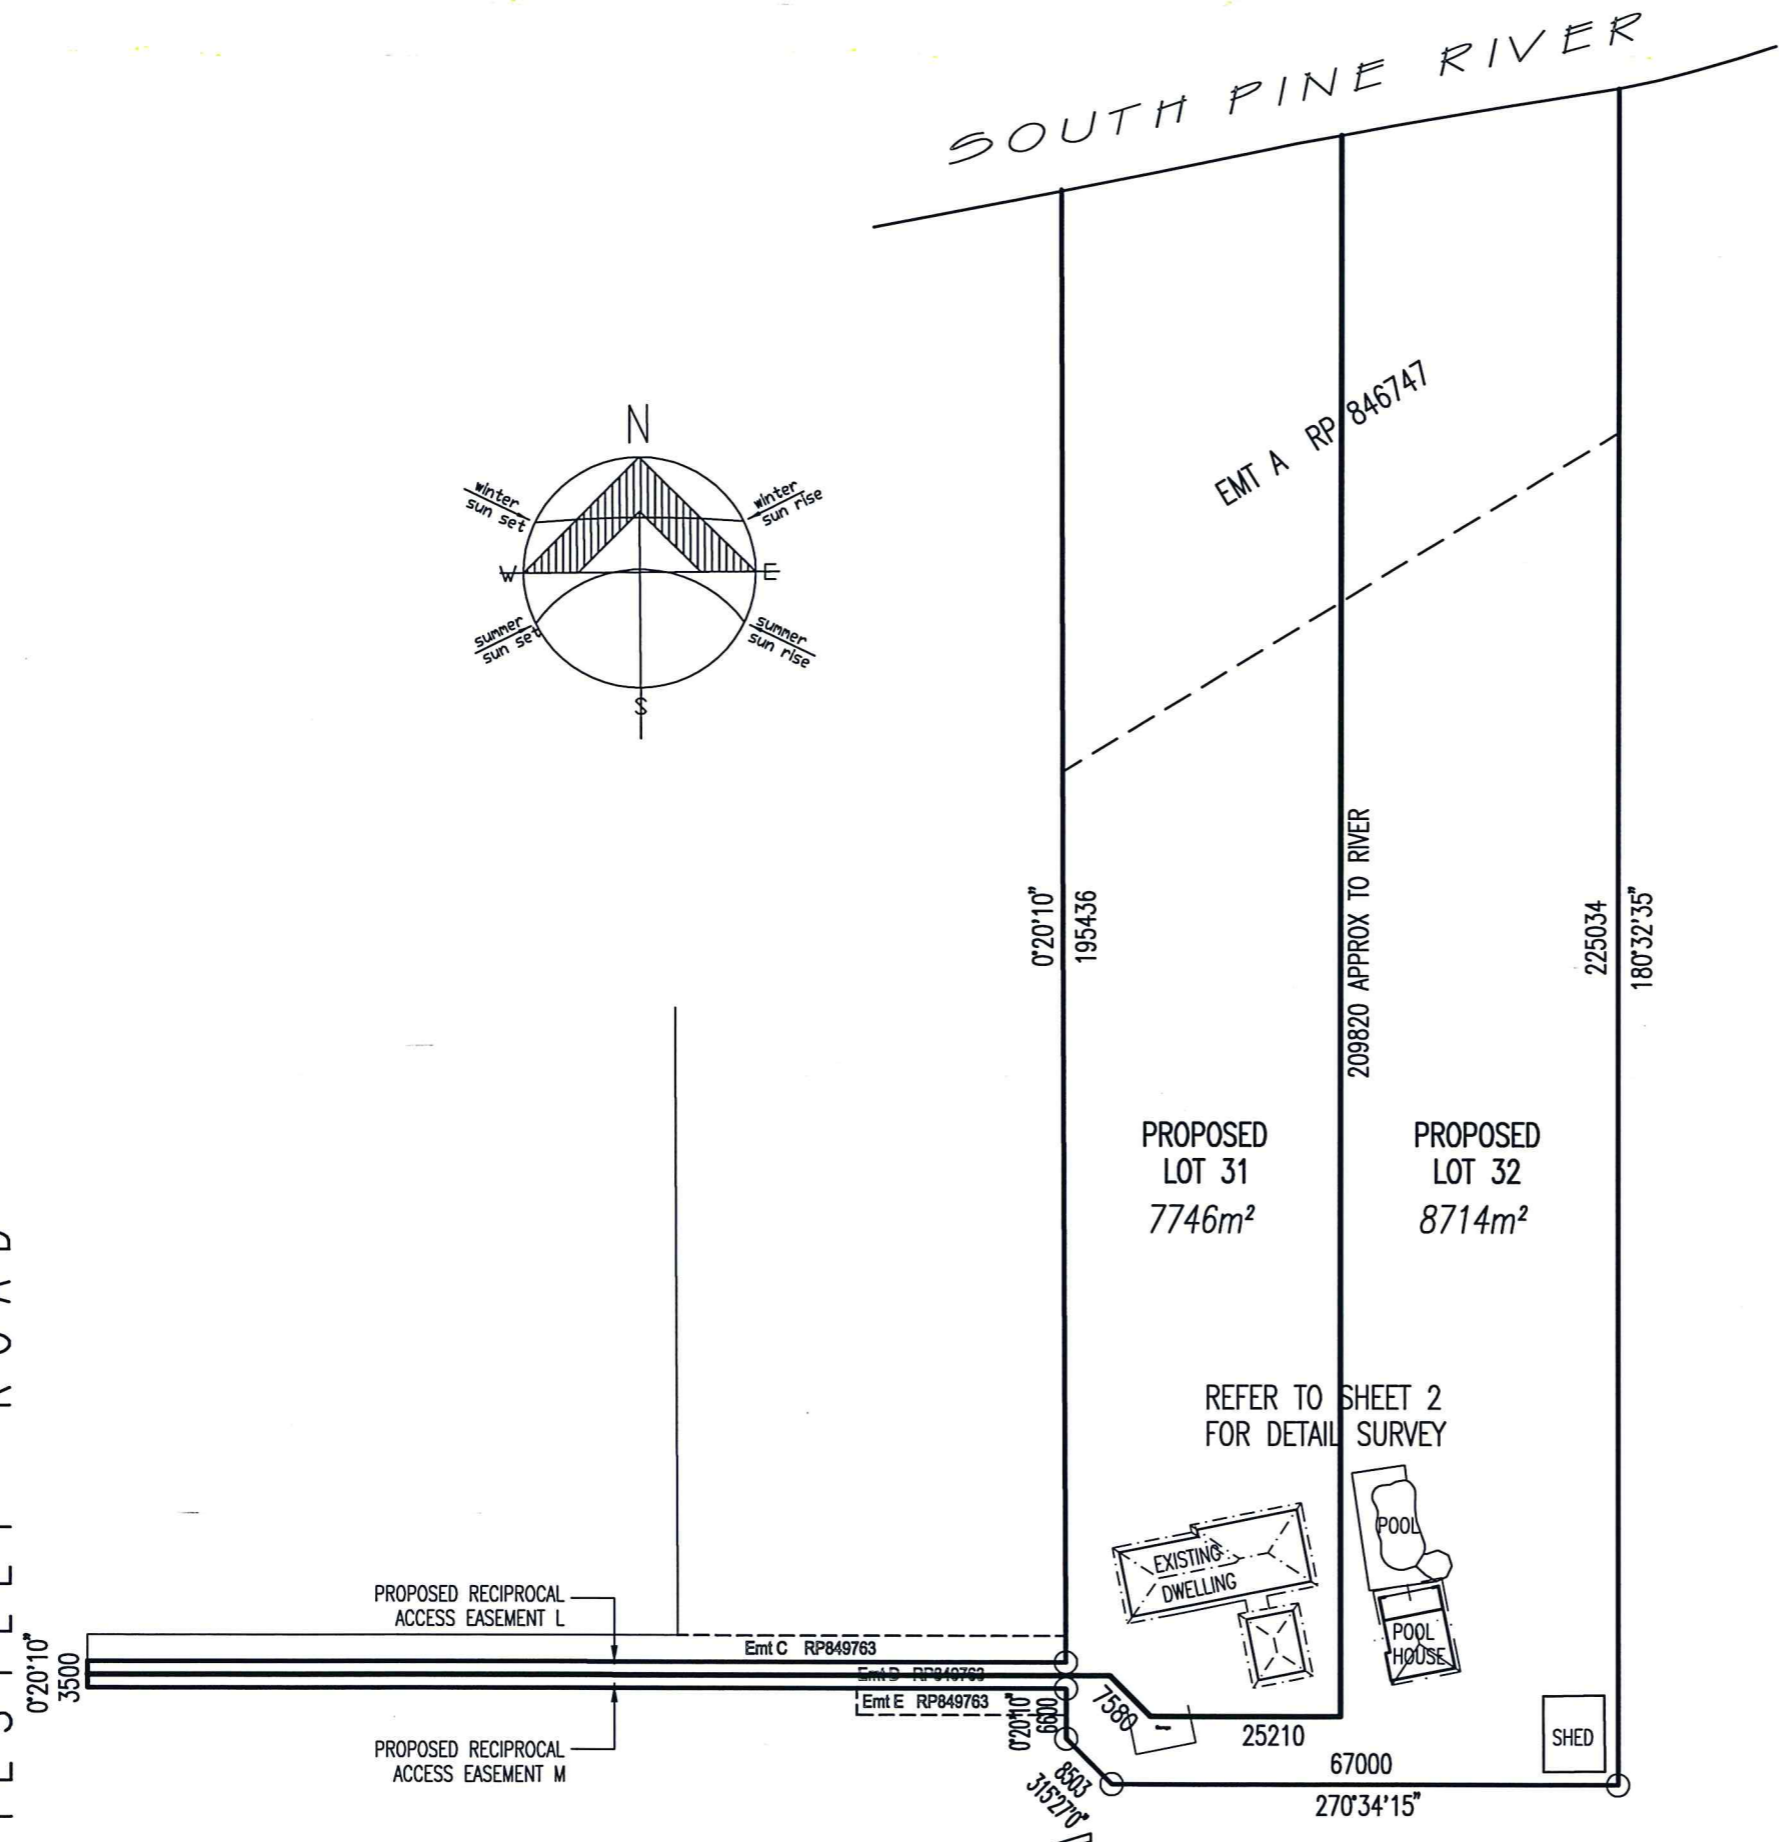 SOUTH PINE RIVER
EMT A RP 846747
N
winter
sun set
winter
sun rise
W
E
summer
sun set
summer
sun rise
S
0°20'10"
195436
209820 APPROX TO RIVER
225034
180°32'35"
PROPOSED
LOT 31
7746m²
PROPOSED
LOT 32
8714m²
REFER TO SHEET 2
FOR DETAIL SURVEY
POOL
EXISTING
DWELLING
POOL
HOUSE
SHED
PROPOSED RECIPROCAL
ACCESS EASEMENT L
Emt C RP849763
Emt D RP849763
Emt E RP849763
0°20'10"
3500
PROPOSED RECIPROCAL
ACCESS EASEMENT M
0°20'10"
6600
7580
25210
8503
315°27'0"
67000
270°34'15"
ROAD